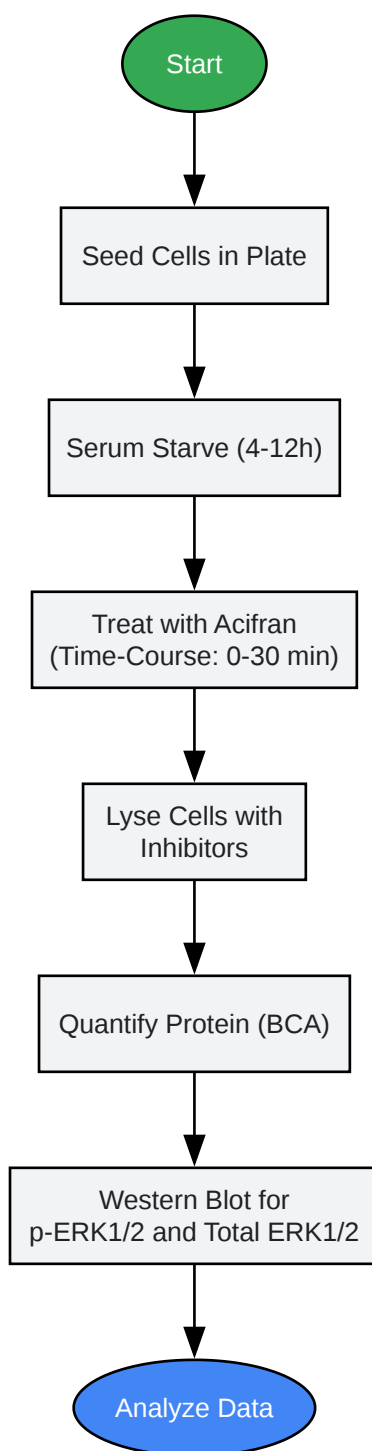 Start
Seed Cells in Plate
Serum Starve (4-12h)
Treat with Acifran
(Time-Course: 0-30 min)
Lyse Cells with
Inhibitors
Quantify Protein (BCA)
Western Blot for
p-ERK1/2 and Total ERK1/2
Analyze Data